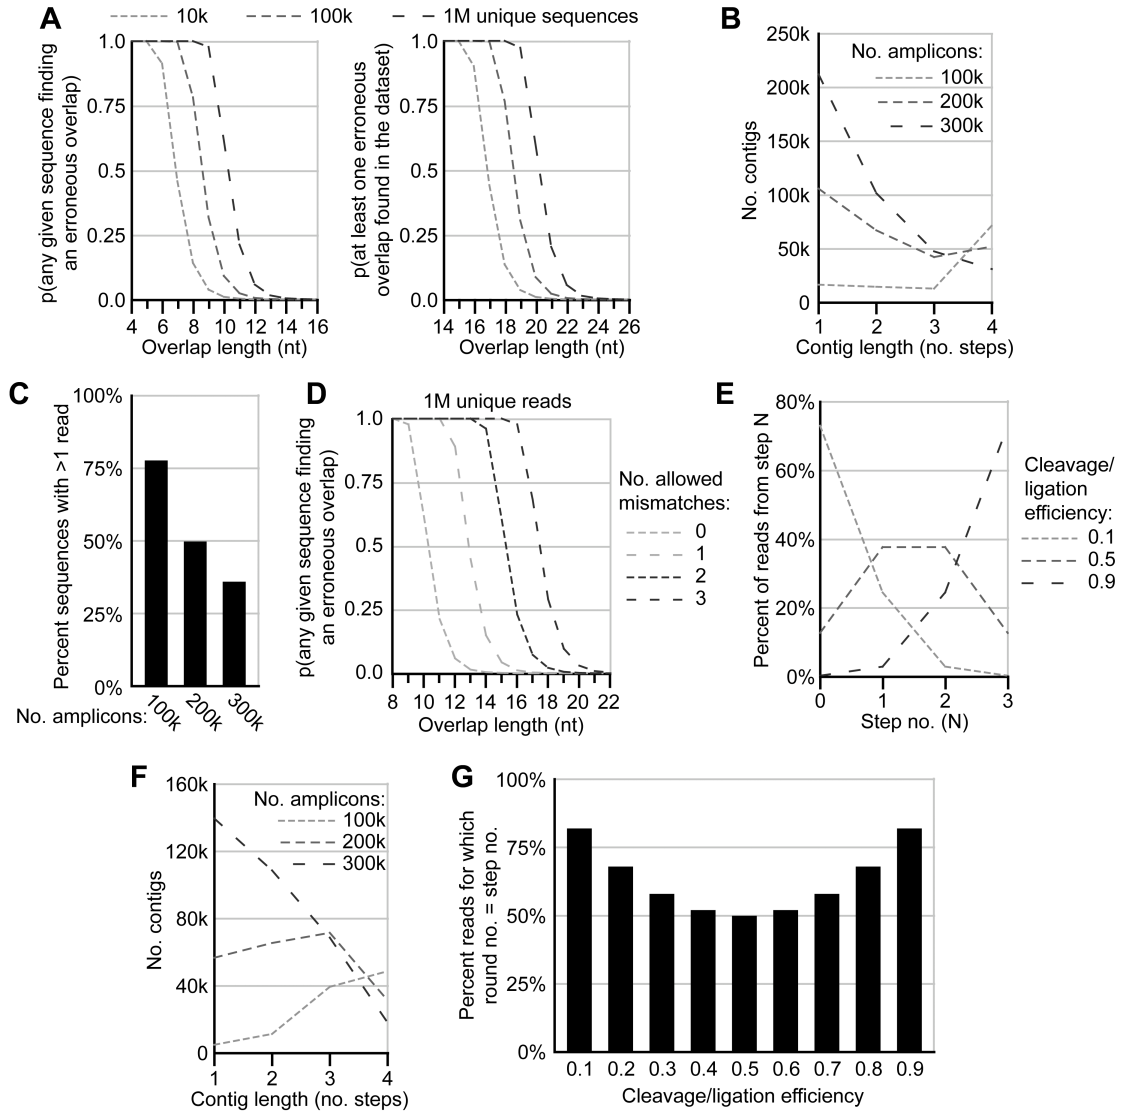 A
10k
100k
1M unique sequences
p(any given sequence finding
an erroneous overlap)
1.0
0.75
0.5
0.25
0.0
4 6 8 10 12 14 16
Overlap length (nt)
p(at least one erroneous
overlap found in the dataset)
1.0
0.75
0.5
0.25
0.0
14 16 18 20 22 24 26
Overlap length (nt)
B
No. contigs
250k
200k
150k
100k
50k
0
No. amplicons:
100k
200k
300k
1 2 3 4
Contig length (no. steps)
C
Percent sequences with >1 read
100%
75%
50%
25%
0%
No. amplicons:
100k 200k 300k
D
1M unique reads
p(any given sequence finding
an erroneous overlap)
1.0
0.75
0.5
0.25
0.0
8 10 12 14 16 18 20 22
Overlap length (nt)
No. allowed
mismatches:
0
1
2
3
E
Percent of reads from step N
80%
60%
40%
20%
0%
0 1 2 3
Step no. (N)
Cleavage/
ligation
efficiency:
0.1
0.5
0.9
F
No. contigs
160k
120k
80k
40k
0
No. amplicons:
100k
200k
300k
1 2 3 4
Contig length (no. steps)
G
Percent reads for which
round no. = step no.
100%
75%
50%
25%
0%
0.1 0.2 0.3 0.4 0.5 0.6 0.7 0.8 0.9
Cleavage/ligation efficiency